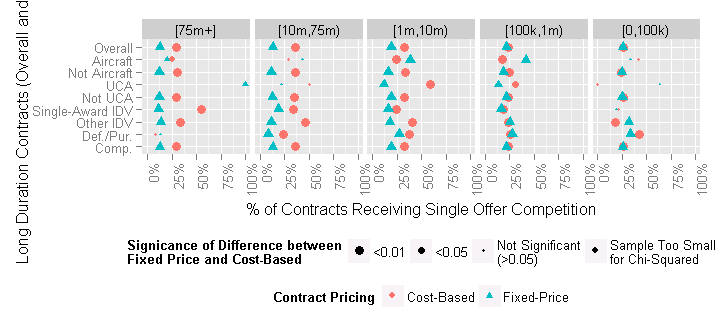 [75m+] [10m,75m) [1m,10m) [100k,1m) [0,100k)
Long Duration Contracts (Overall and
Overall
Aircraft
Not Aircraft
UCA
Not UCA
Single-Award IDV
Other IDV
Def./Pur.
Comp.
0% 25% 50% 75% 100% 0% 25% 50% 75% 100% 0% 25% 50% 75% 100% 0% 25% 50% 75% 100% 0% 25% 50% 75% 100%
% of Contracts Receiving Single Offer Competition
Signicance of Difference between
Fixed Price and Cost-Based
<0.01
<0.05
Not Significant
(>0.05)
Sample Too Small
for Chi-Squared
Contract Pricing
Cost-Based
Fixed-Price